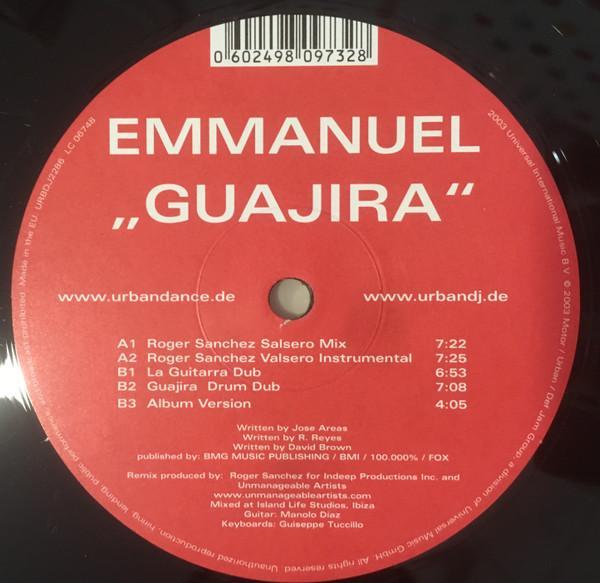 0602498 097328
EMMANUEL
„GUAJIRA“
www.urbandance.de www.urbandj.de
A1 Roger Sanchez Salsero Mix 7:22
A2 Roger Sanchez Valsero Instrumental 7:25
B1 La Guitarra Dub 6:53
B2 Guajira Drum Dub 7:08
B3 Album Version 4:05
Written by Jose Areas
Written by R. Reyes
Written by David Brown
published by: BMG MUSIC PUBLISHING / BMI / 100.000% / FOX
Remix produced by: Roger Sanchez for Indeep Productions Inc. and
Unmanageable Artists
www.unmanageableartists.com
Mixed at Island Life Studios, Ibiza
Guitar: Manolo Diaz
Keyboards: Guiseppe Tuccillo
2003 Universal International Music B.V. © 2003 Motor / Urban / Def Jam Group, a division of Universal Music GmbH. All rights reserved. Unauthorized reproduction, hiring, lending, public performance and broadcast prohibited. Made in the EU. URBDJ2286 LC 06748